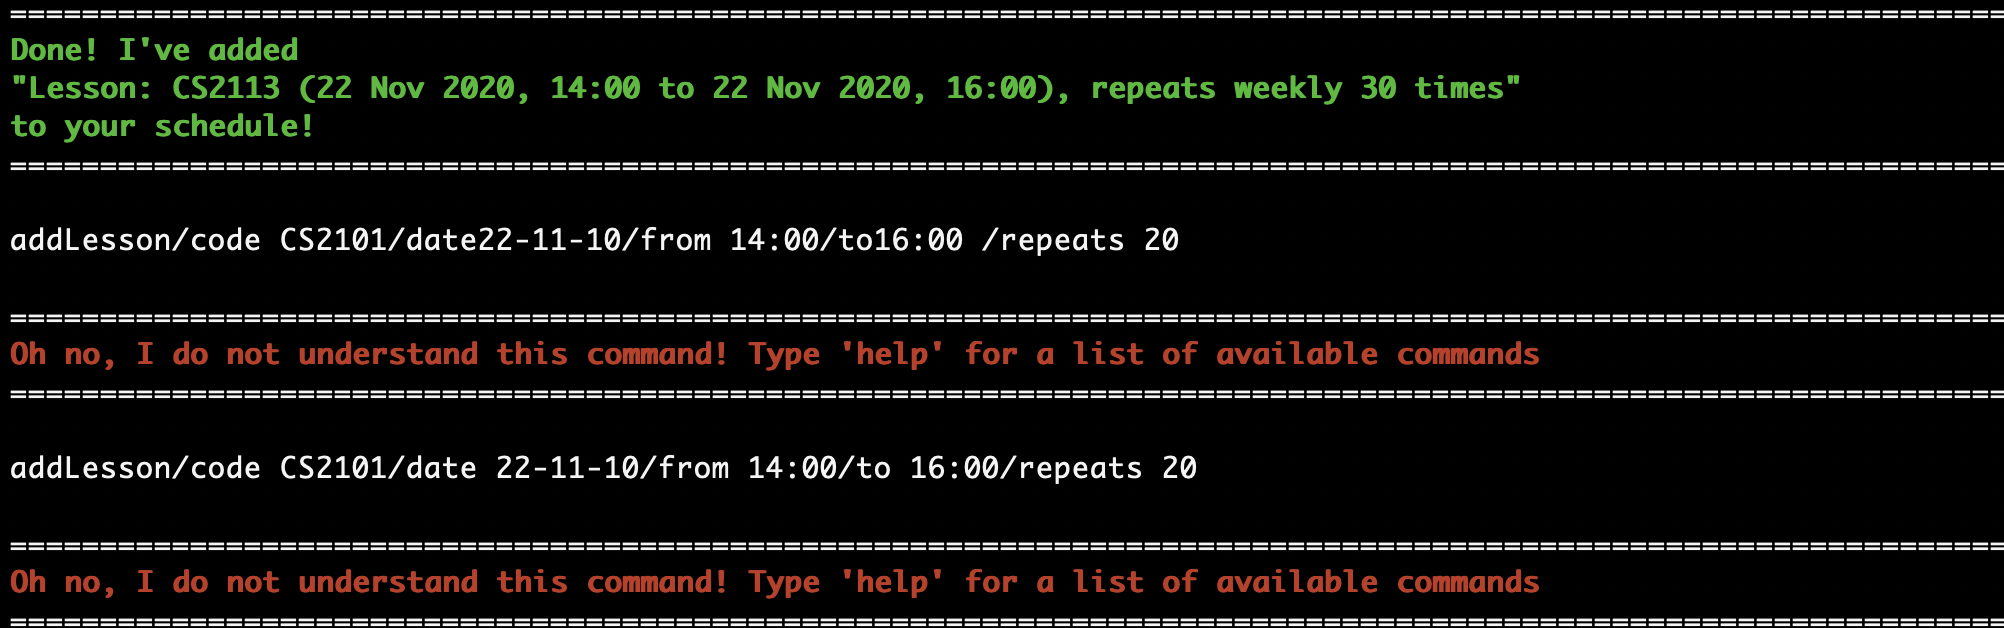 ================================================================================================================
Done! I've added
"Lesson: CS2113 (22 Nov 2020, 14:00 to 22 Nov 2020, 16:00), repeats weekly 30 times"
to your schedule!
================================================================================================================
addLesson/code CS2101/date22-11-10/from 14:00/to16:00 /repeats 20
================================================================================================================
Oh no, I do not understand this command! Type 'help' for a list of available commands
================================================================================================================
addLesson/code CS2101/date 22-11-10/from 14:00/to 16:00/repeats 20
================================================================================================================
Oh no, I do not understand this command! Type 'help' for a list of available commands
================================================================================================================